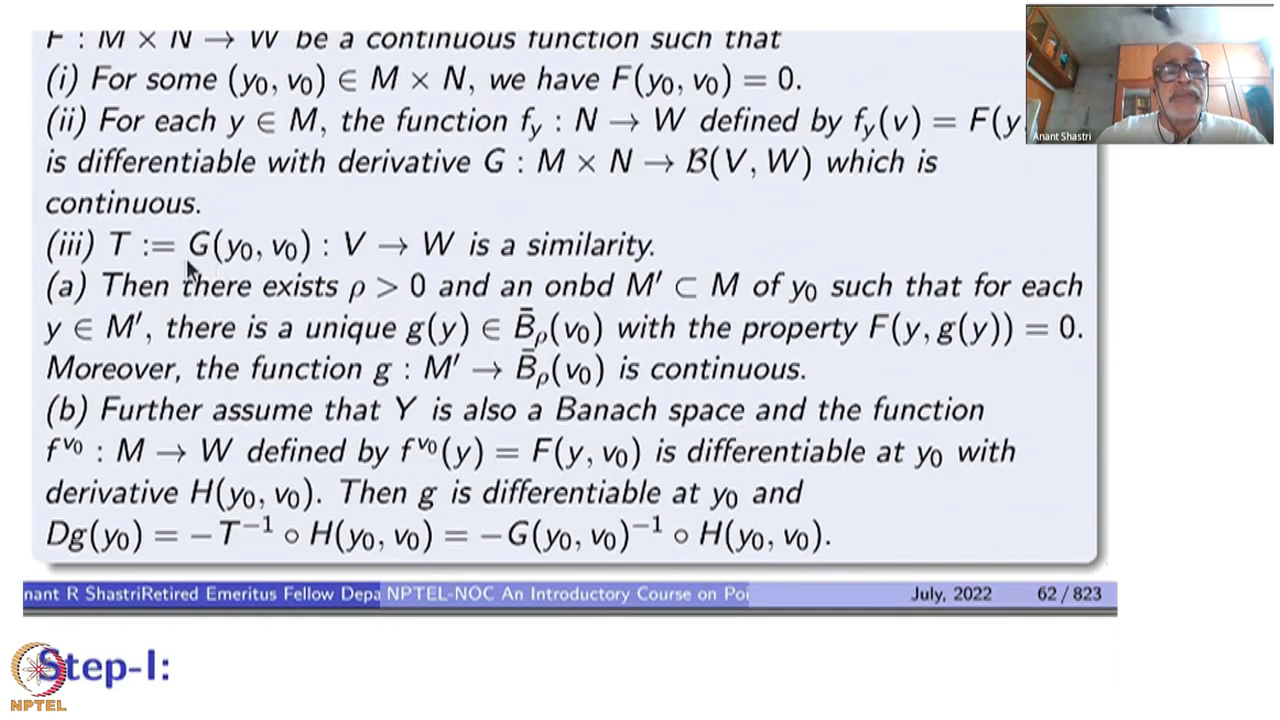 F : M × N → W be a continuous function such that
(i) For some (y₀, v₀) ∈ M × N, we have F(y₀, v₀) = 0.
(ii) For each y ∈ M, the function f_y : N → W defined by f_y(v) = F(y,
is differentiable with derivative G : M × N → ℬ(V, W) which is
continuous.
(iii) T := G(y₀, v₀) : V → W is a similarity.
(a) Then there exists ρ > 0 and an onbd M′ ⊂ M of y₀ such that for each
y ∈ M′, there is a unique g(y) ∈ B̄_ρ(v₀) with the property F(y, g(y)) = 0.
Moreover, the function g : M′ → B̄_ρ(v₀) is continuous.
(b) Further assume that Y is also a Banach space and the function
f^{v₀} : M → W defined by f^{v₀}(y) = F(y, v₀) is differentiable at y₀ with
derivative H(y₀, v₀). Then g is differentiable at y₀ and
Dg(y₀) = −T⁻¹ ∘ H(y₀, v₀) = −G(y₀, v₀)⁻¹ ∘ H(y₀, v₀).
Anant Shastri
nant R ShastriRetired Emeritus Fellow Depa NPTEL-NOC An Introductory Course on Poi July, 2022 62 / 823
Step-I:
NPTEL